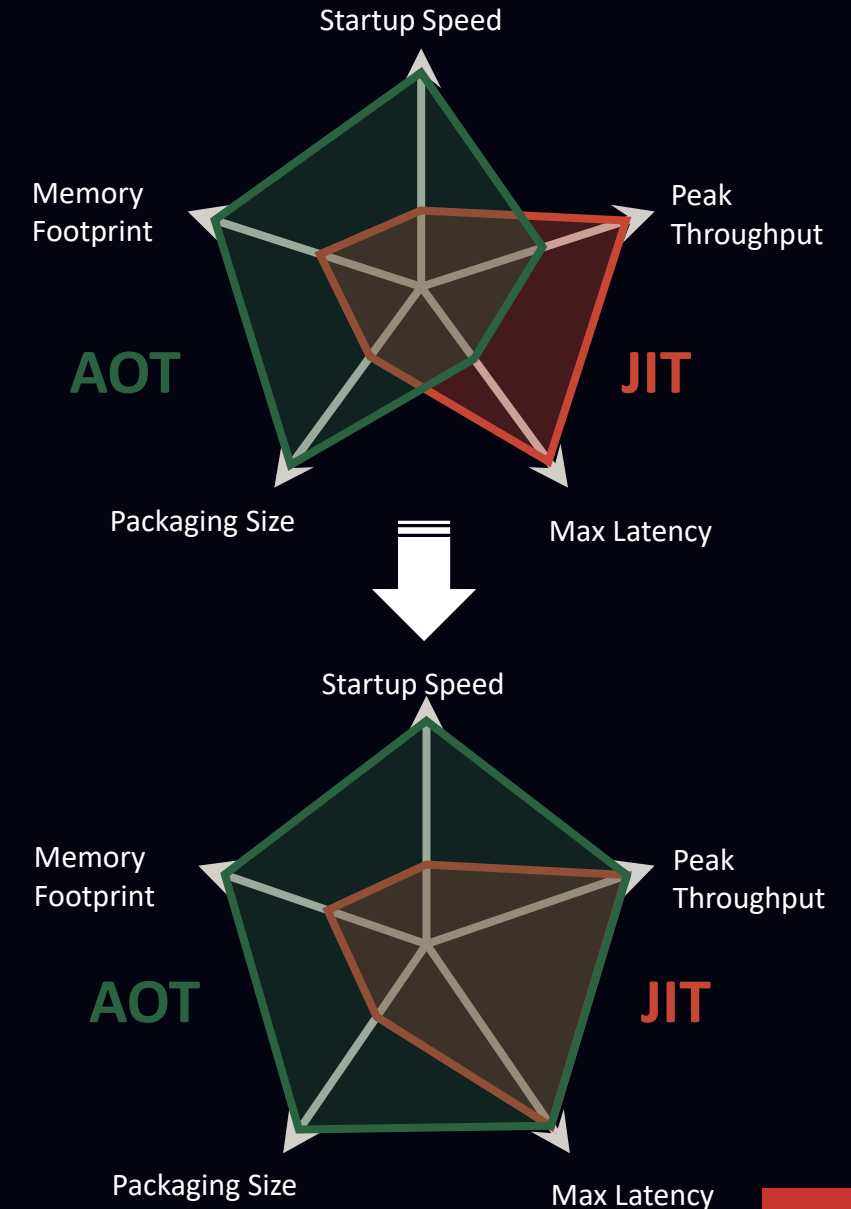 Startup Speed
Memory
Footprint
Peak
Throughput
AOT
JIT
Packaging Size
Max Latency
Startup Speed
Memory
Footprint
Peak
Throughput
AOT
JIT
Packaging Size
Max Latency